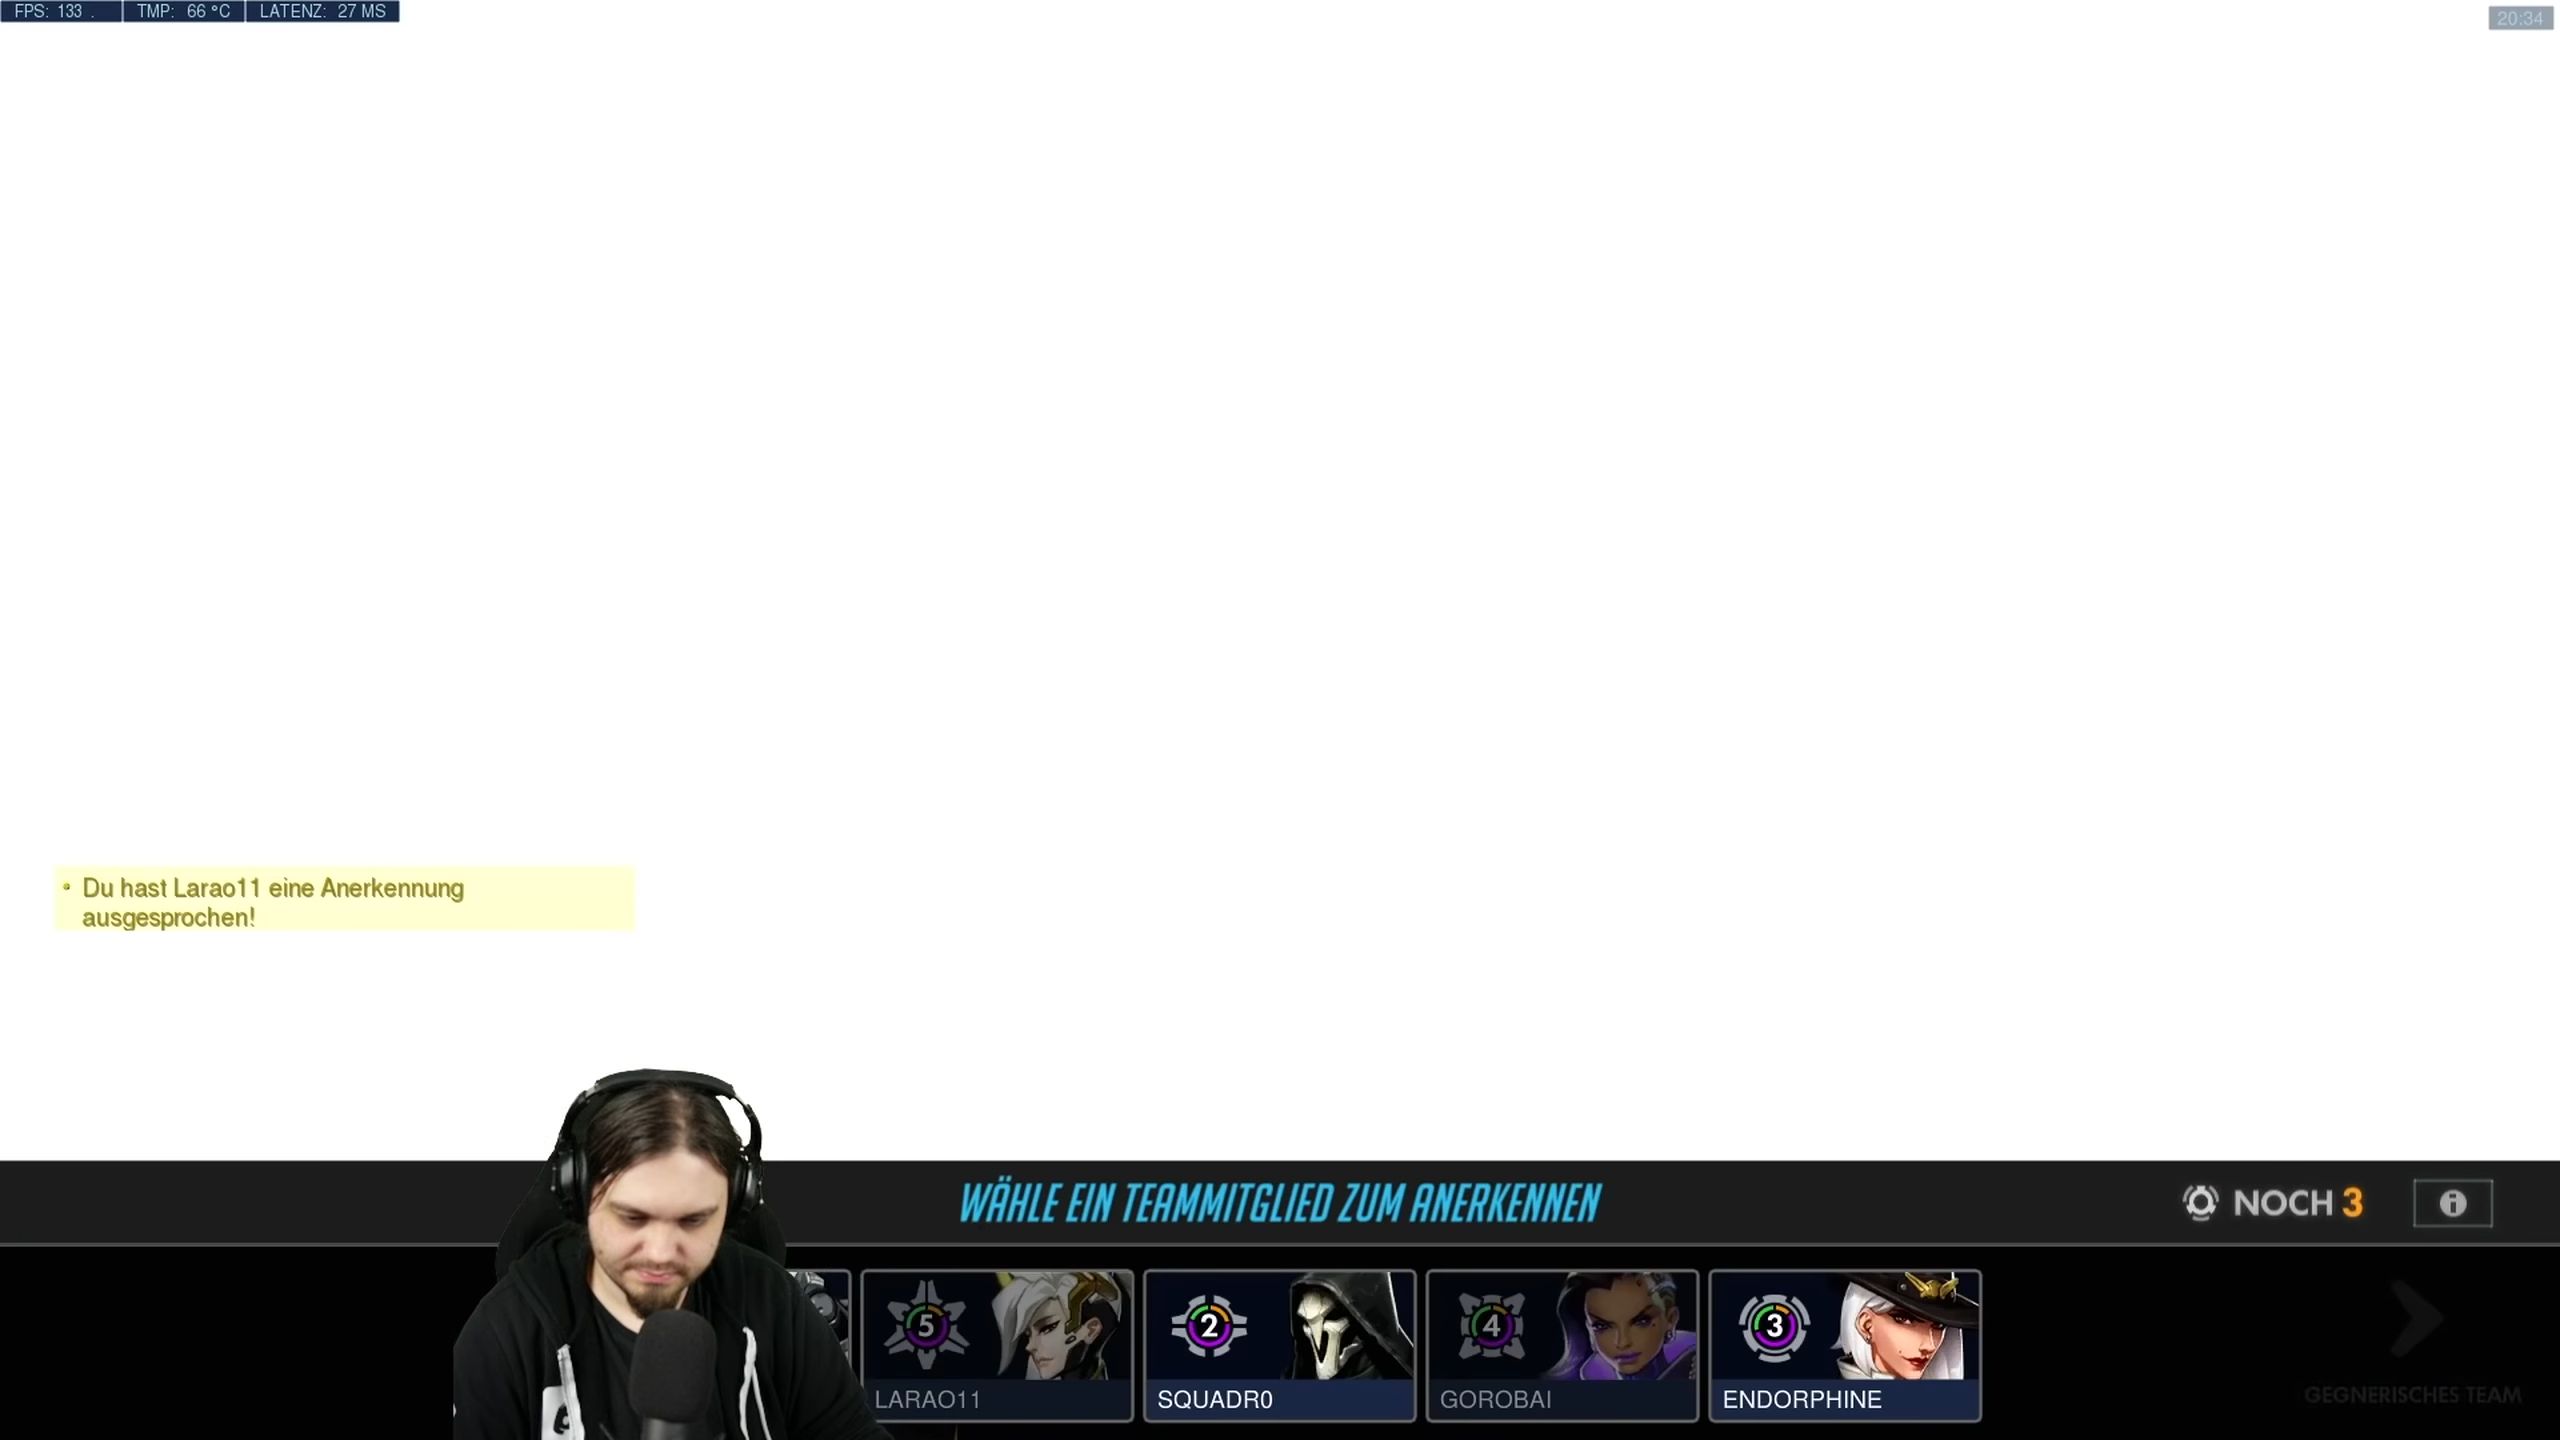 FPS: 133 . TMP: 66 °C LATENZ: 27 MS
20:34
• Du hast Larao11 eine Anerkennung
ausgesprochen!
WÄHLE EIN TEAMMITGLIED ZUM ANERKENNEN
NOCH 3
5
2
4
3
LARAO11
SQUADR0
GOROBAI
ENDORPHINE
GEGNERISCHES TEAM